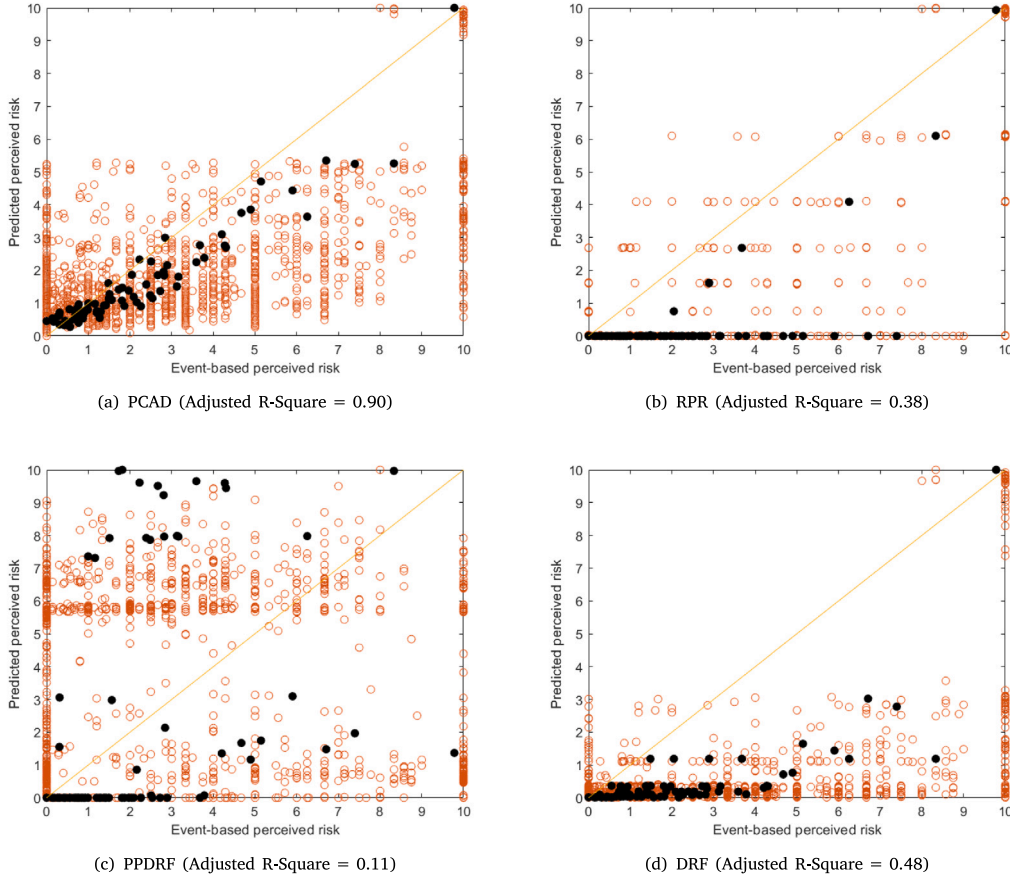 10
9
8
7
6
5
4
3
2
1
0
Predicted perceived risk
0 1 2 3 4 5 6 7 8 9 10
Event-based perceived risk
(a) PCAD (Adjusted R-Square = 0.90)
10
9
8
7
6
5
4
3
2
1
0
Predicted perceived risk
0 1 2 3 4 5 6 7 8 9 10
Event-based perceived risk
(b) RPR (Adjusted R-Square = 0.38)
10
9
8
7
6
5
4
3
2
1
0
Predicted perceived risk
0 1 2 3 4 5 6 7 8 9 10
Event-based perceived risk
(c) PPDRF (Adjusted R-Square = 0.11)
10
9
8
7
6
5
4
3
2
1
0
Predicted perceived risk
0 1 2 3 4 5 6 7 8 9 10
Event-based perceived risk
(d) DRF (Adjusted R-Square = 0.48)